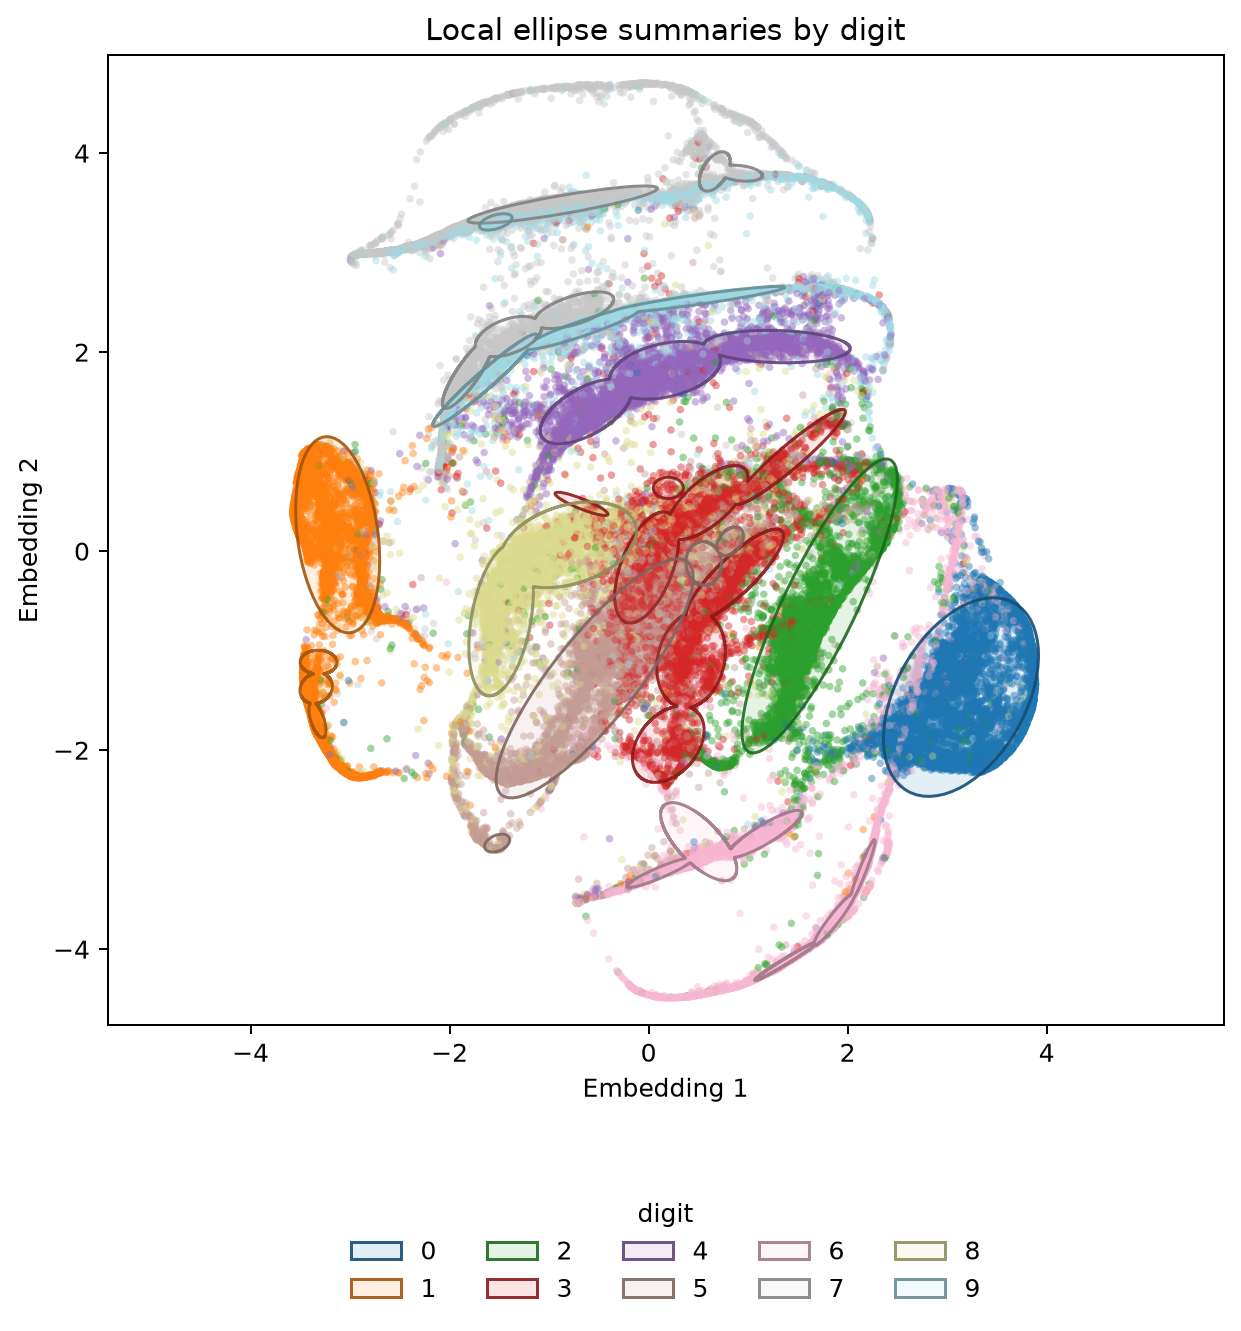 Local ellipse summaries by digit
4
2
0
−2
−4
Embedding 2
−4 −2 0 2 4
Embedding 1
digit
0 2 4 6 8
1 3 5 7 9